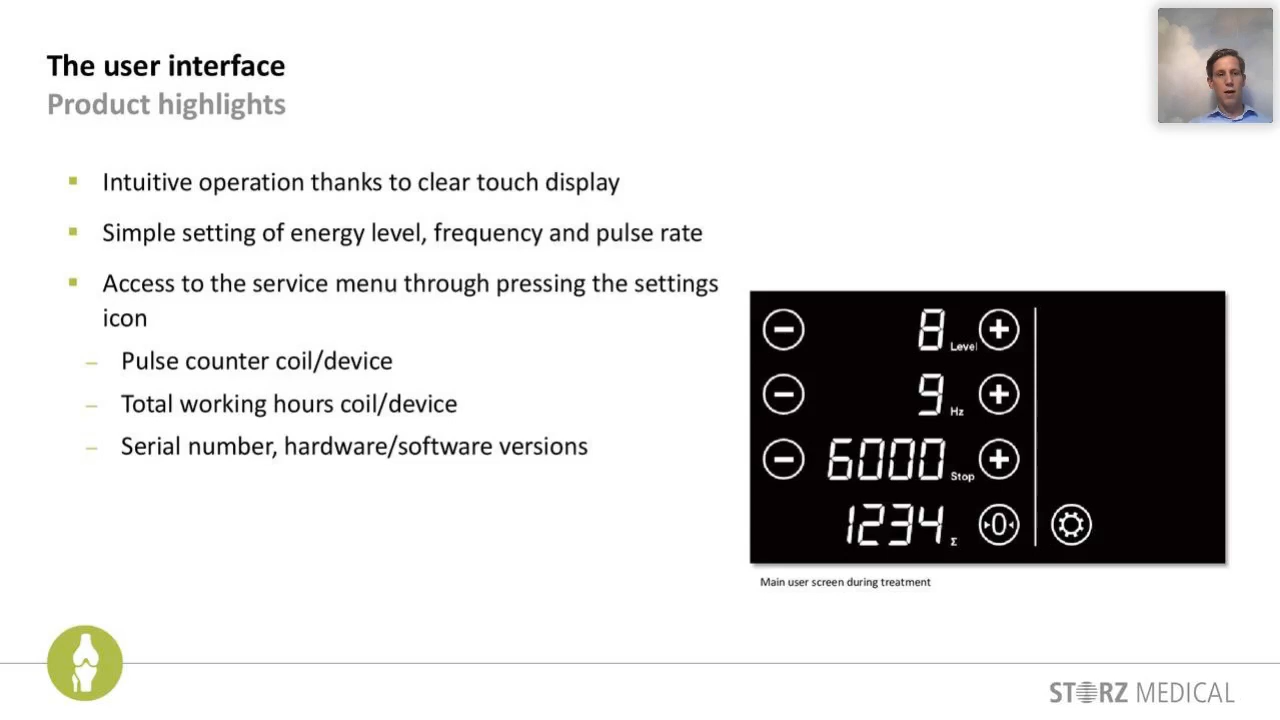 The user interface
Product highlights
Intuitive operation thanks to clear touch display
Simple setting of energy level, frequency and pulse rate
Access to the service menu through pressing the settings
icon
– Pulse counter coil/device
– Total working hours coil/device
– Serial number, hardware/software versions
8 Level
9 Hz
6000 Stop
1234 Σ 0
Main user screen during treatment
STORZ MEDICAL